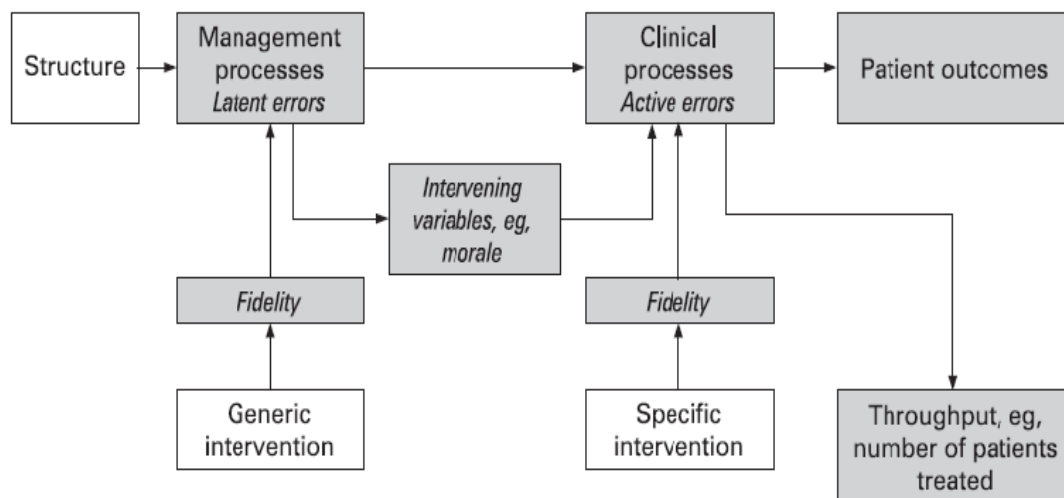 Structure
Management
processes
Latent errors
Clinical
processes
Active errors
Patient outcomes
Intervening
variables, eg,
morale
Fidelity
Fidelity
Generic
intervention
Specific
intervention
Throughput, eg,
number of patients
treated